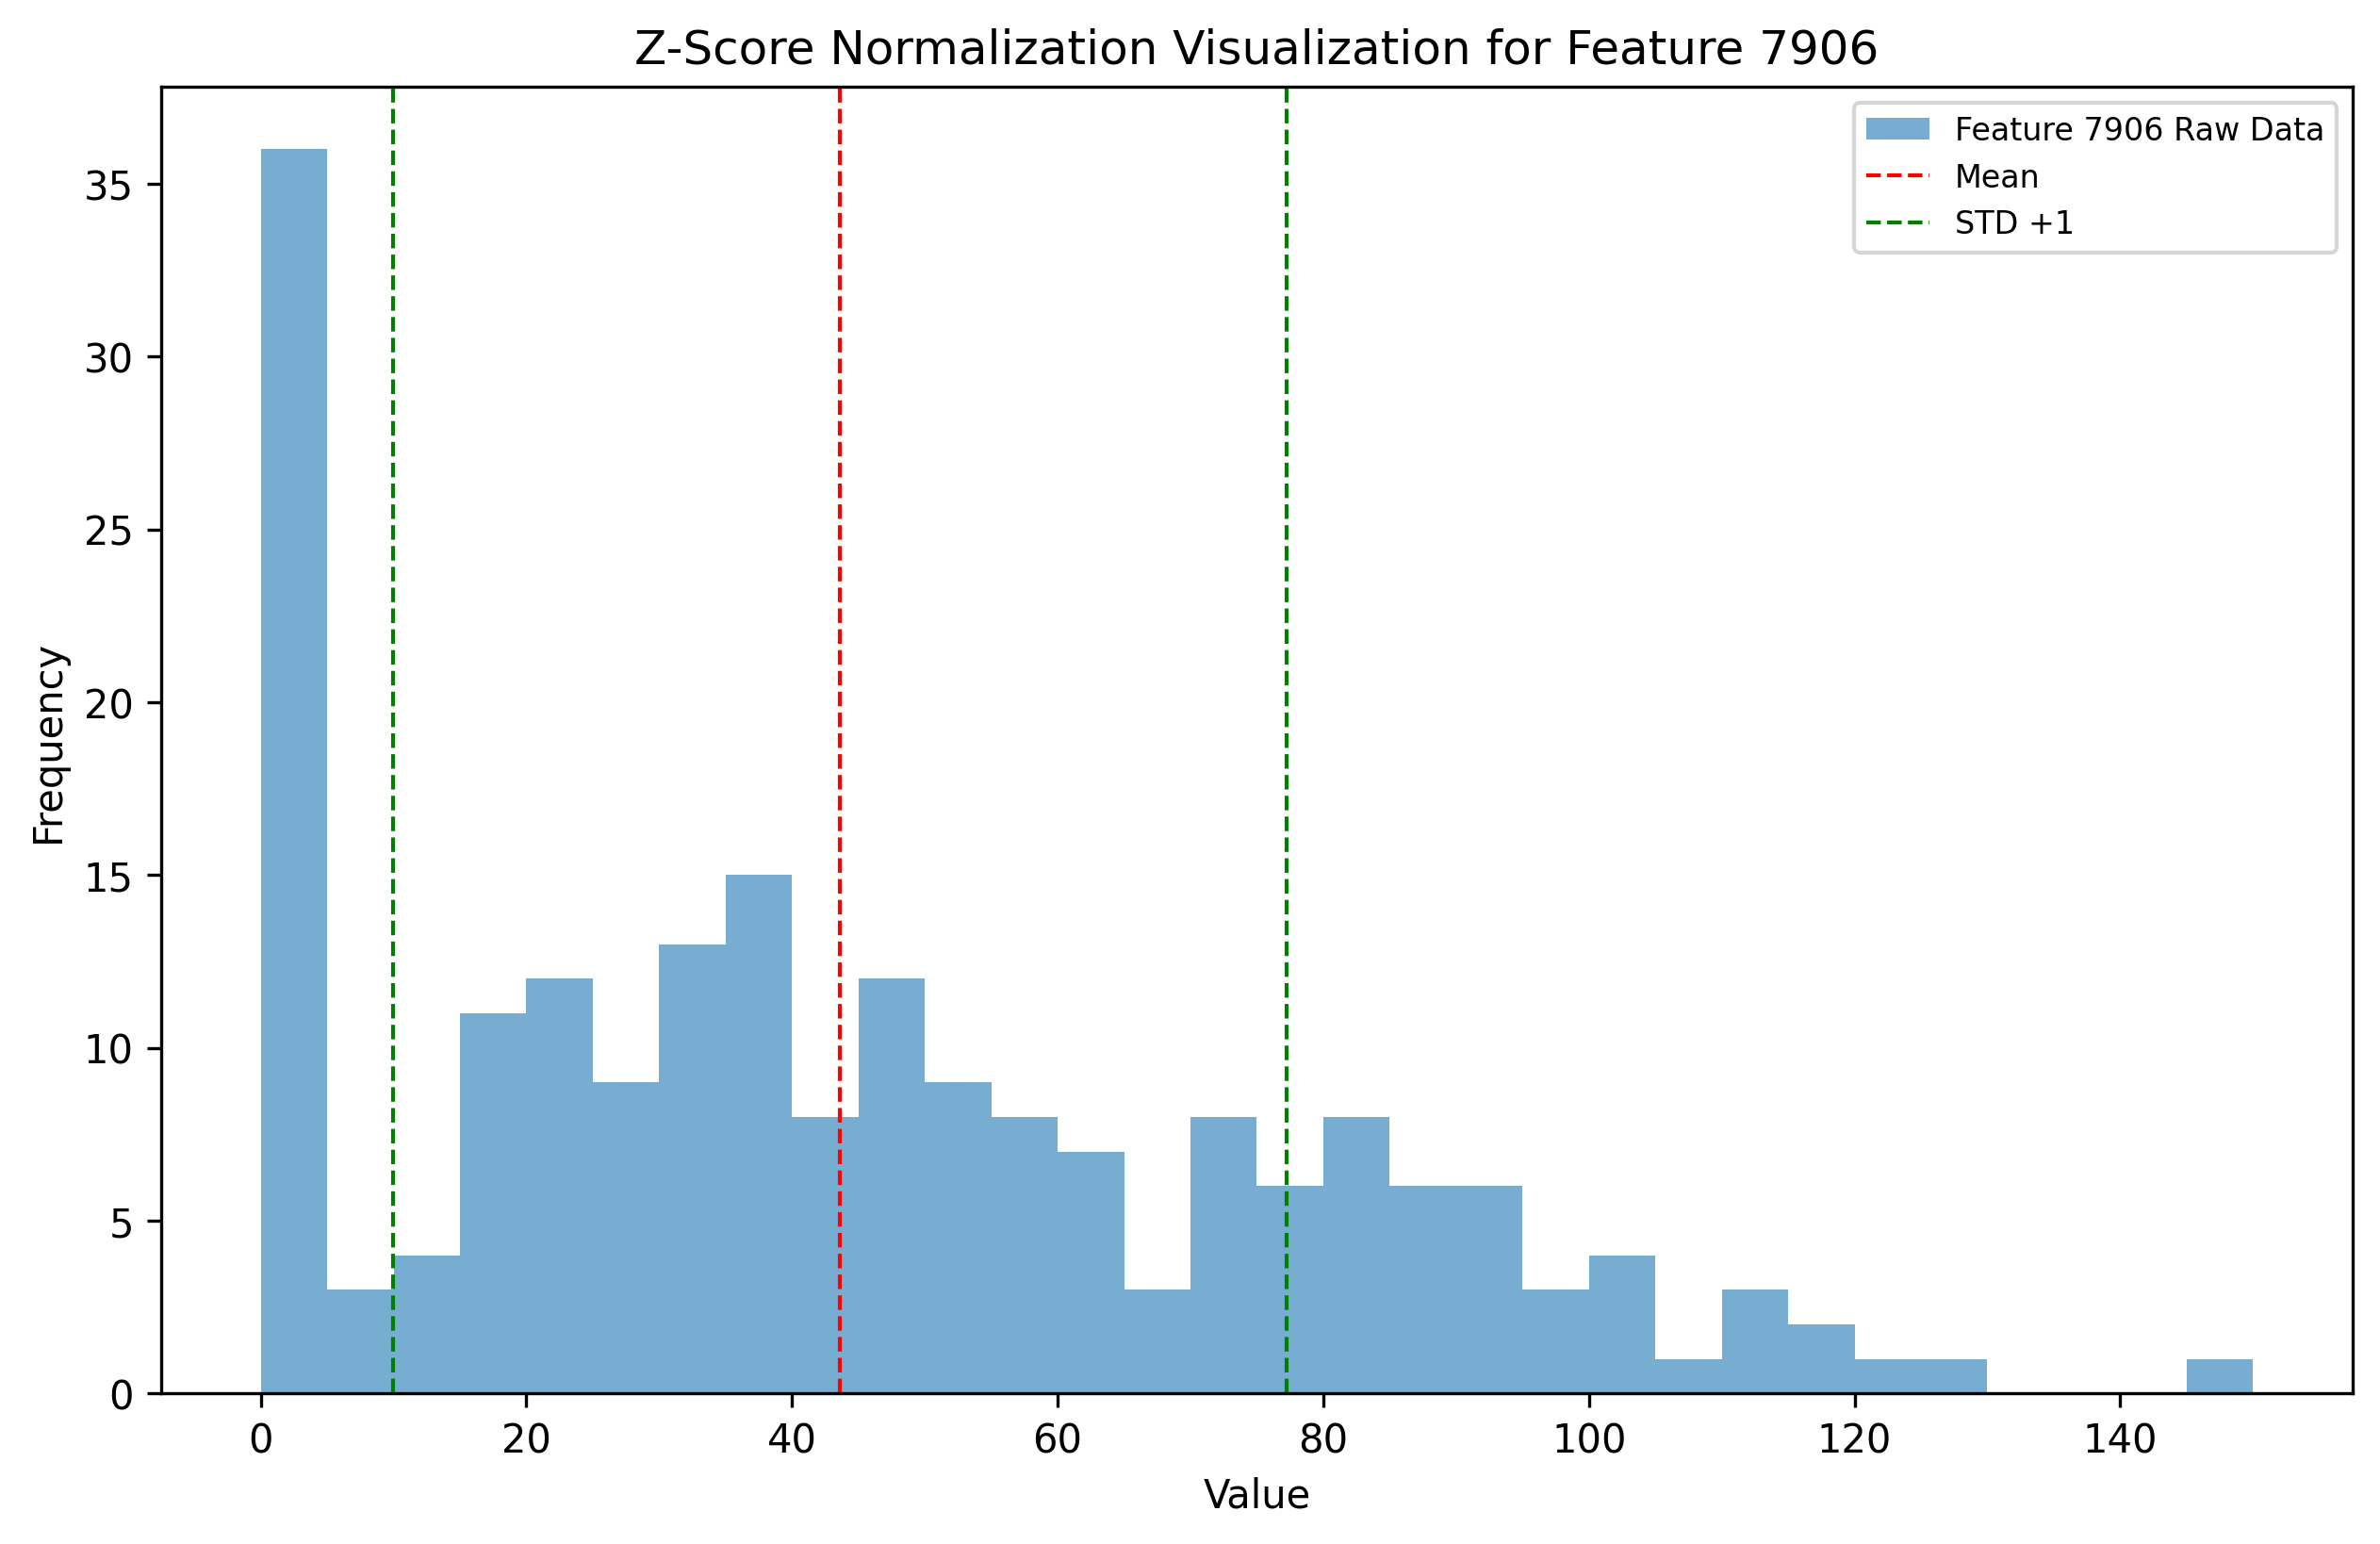 Z-Score Normalization Visualization for Feature 7906
Feature 7906 Raw Data
Mean
STD +1
35
30
25
20
15
10
5
0
Frequency
0 20 40 60 80 100 120 140
Value